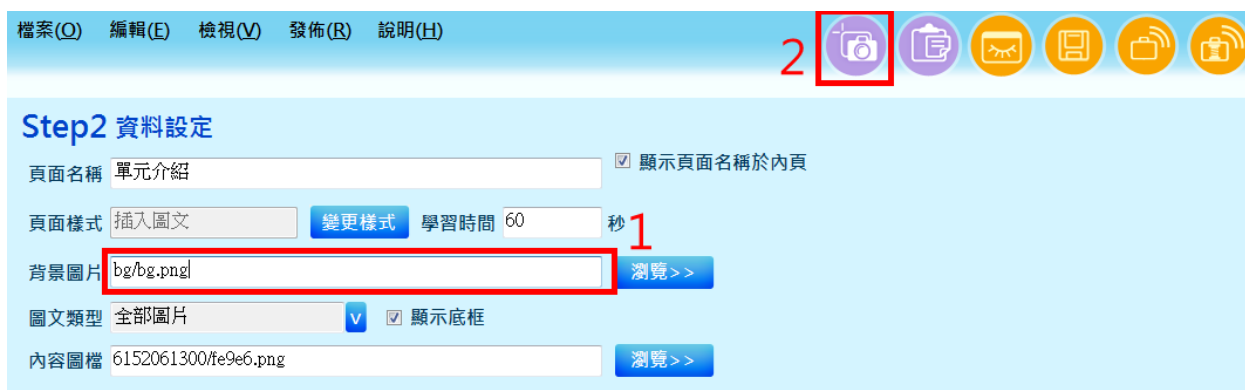 檔案(O) 編輯(E) 檢視(V) 發佈(R) 說明(H)
2
Step2 資料設定
頁面名稱 單元介紹 顯示頁面名稱於內頁
頁面樣式 插入圖文 變更樣式 學習時間 60 秒 1
背景圖片 bg/bg.png 瀏覽>>
圖文類型 全部圖片 v 顯示底框
內容圖檔 6152061300/fe9e6.png 瀏覽>>